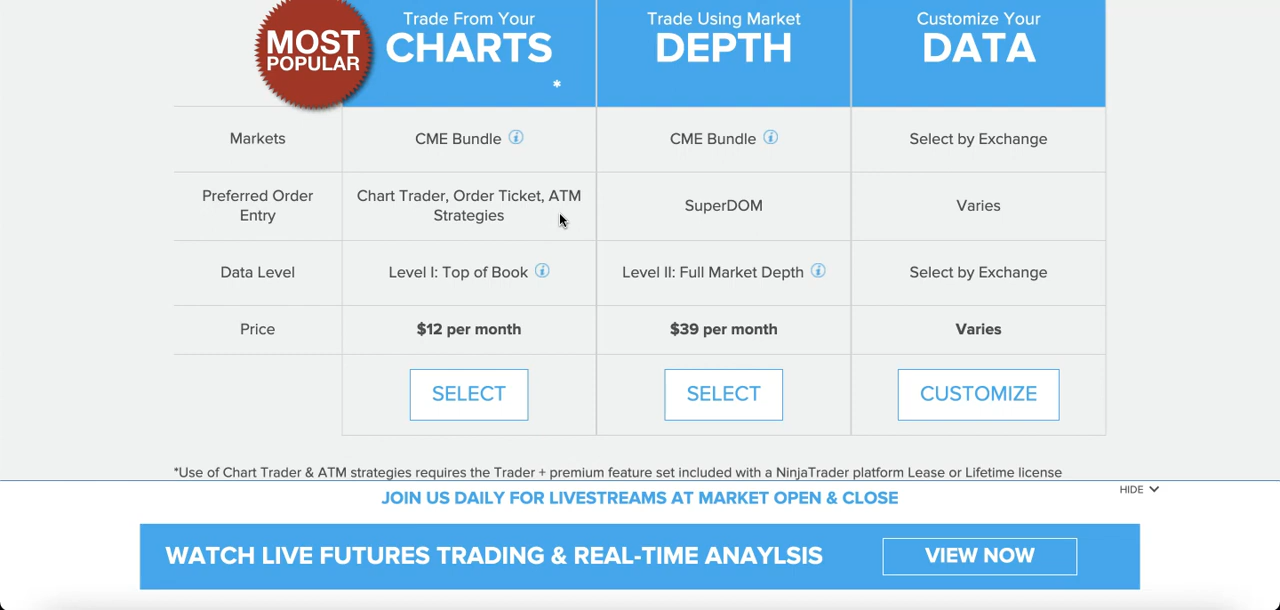 MOST
POPULAR
Trade From Your
CHARTS
*
Trade Using Market
DEPTH
Customize Your
DATA
Markets
CME Bundle
CME Bundle
Select by Exchange
Preferred Order
Entry
Chart Trader, Order Ticket, ATM
Strategies
SuperDOM
Varies
Data Level
Level I: Top of Book
Level II: Full Market Depth
Select by Exchange
Price
$12 per month
$39 per month
Varies
SELECT
SELECT
CUSTOMIZE
*Use of Chart Trader & ATM strategies requires the Trader + premium feature set included with a NinjaTrader platform Lease or Lifetime license
JOIN US DAILY FOR LIVESTREAMS AT MARKET OPEN & CLOSE
HIDE
WATCH LIVE FUTURES TRADING & REAL-TIME ANAYLSIS
VIEW NOW